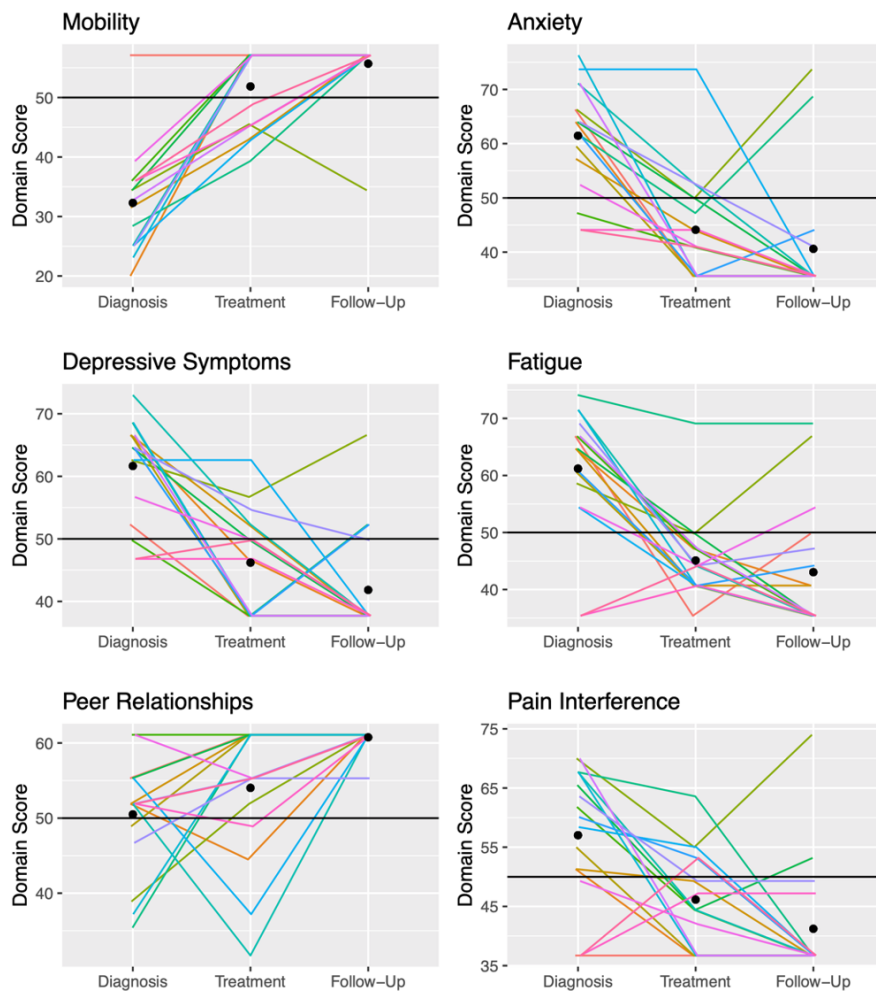 Mobility
Domain Score
50
40
30
20
Diagnosis Treatment Follow–Up
Anxiety
Domain Score
70
60
50
40
Diagnosis Treatment Follow–Up
Depressive Symptoms
Domain Score
70
60
50
40
Diagnosis Treatment Follow–Up
Fatigue
Domain Score
70
60
50
40
Diagnosis Treatment Follow–Up
Peer Relationships
Domain Score
60
50
40
Diagnosis Treatment Follow–Up
Pain Interference
Domain Score
75
65
55
45
35
Diagnosis Treatment Follow–Up